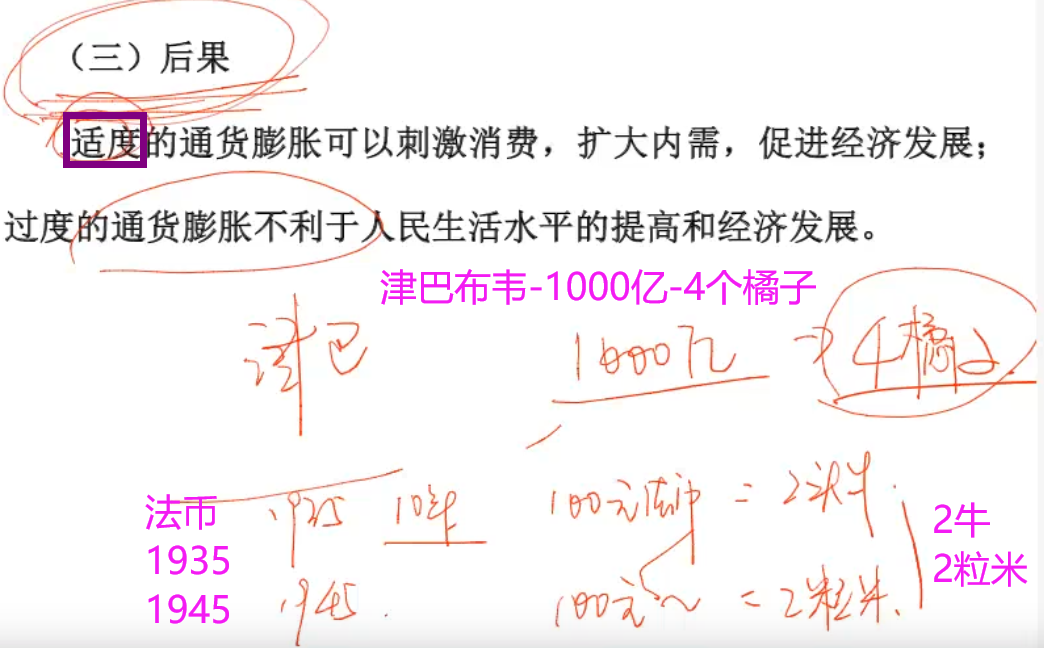 （三）后果
适度的通货膨胀可以刺激消费，扩大内需，促进经济发展；
过度的通货膨胀不利于人民生活水平的提高和经济发展。
津巴布韦-1000亿-4个橘子
津巴 1000亿 → 4橘子
法币 1935 10年 100元法币 = 2头牛. 2牛
1935 2粒米
1945 1945. 100元~ = 2粒米.